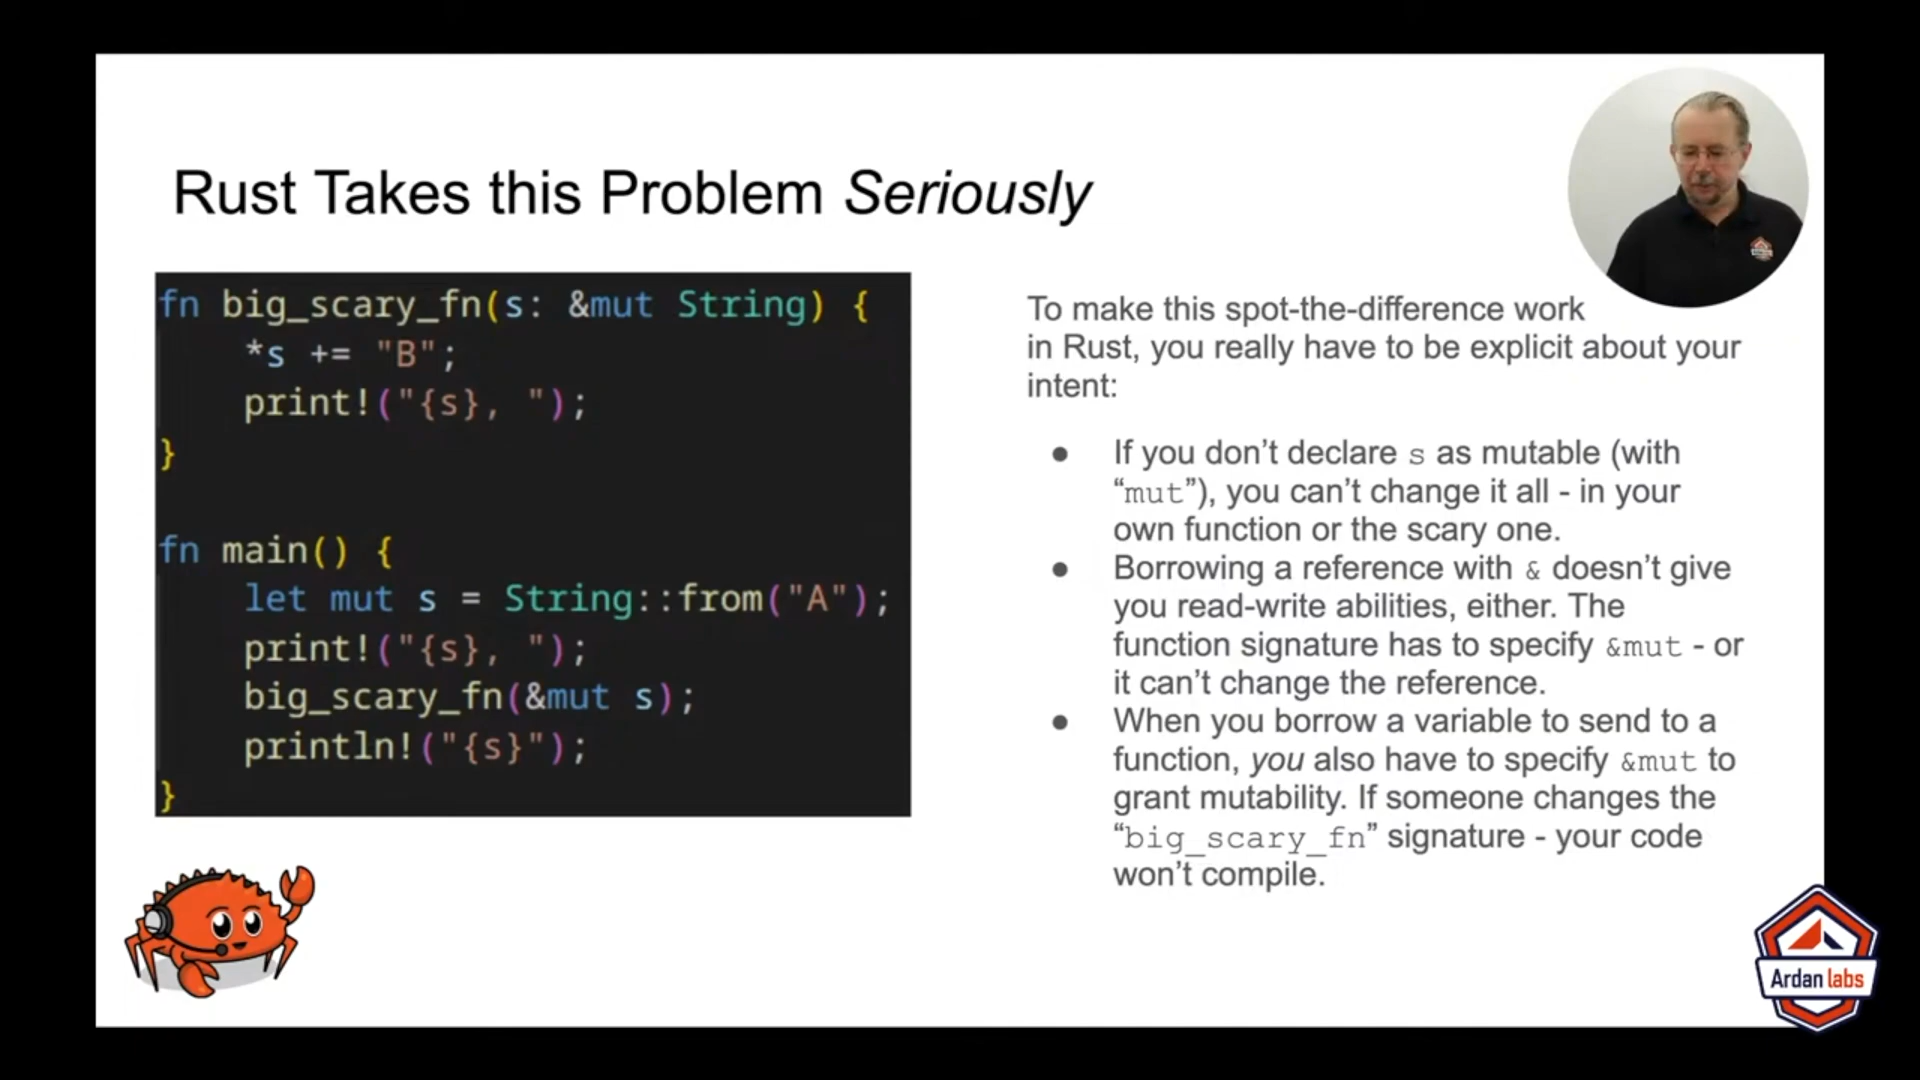 Rust Takes this Problem Seriously
fn big_scary_fn(s: &mut String) {
    *s += "B";
    print!("{s}, ");
}
fn main() {
    let mut s = String::from("A");
    print!("{s}, ");
    big_scary_fn(&mut s);
    println!("{s}");
}
To make this spot-the-difference work
in Rust, you really have to be explicit about your
intent:
● If you don’t declare s as mutable (with
“mut”), you can’t change it all - in your
own function or the scary one.
● Borrowing a reference with & doesn’t give
you read-write abilities, either. The
function signature has to specify &mut - or
it can’t change the reference.
● When you borrow a variable to send to a
function, you also have to specify &mut to
grant mutability. If someone changes the
“big_scary_fn” signature - your code
won’t compile.
Ardan labs